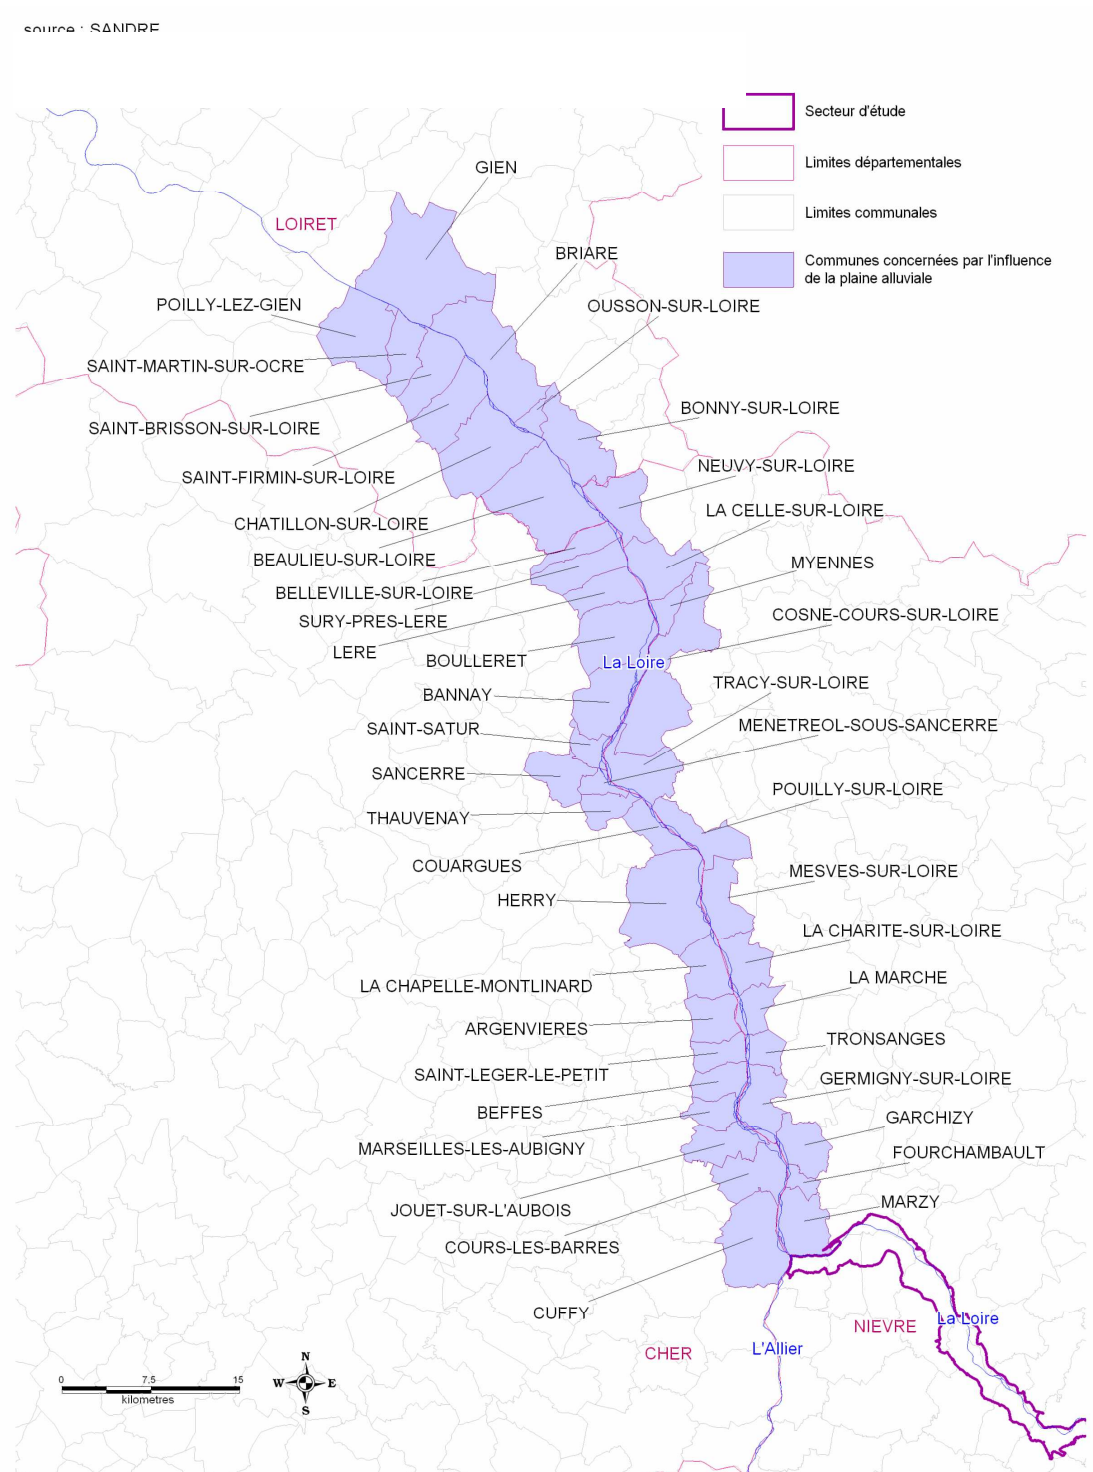 source : SANDRE
Secteur d'étude
Limites départementales
Limites communales
Communes concernées par l'influence
de la plaine alluviale
GIEN
LOIRET
BRIARE
POILLY-LEZ-GIEN
OUSSON-SUR-LOIRE
SAINT-MARTIN-SUR-OCRE
BONNY-SUR-LOIRE
SAINT-BRISSON-SUR-LOIRE
NEUVY-SUR-LOIRE
SAINT-FIRMIN-SUR-LOIRE
LA CELLE-SUR-LOIRE
CHATILLON-SUR-LOIRE
BEAULIEU-SUR-LOIRE
MYENNES
BELLEVILLE-SUR-LOIRE
COSNE-COURS-SUR-LOIRE
SURY-PRES-LERE
LERE
BOULLERET
La Loire
TRACY-SUR-LOIRE
BANNAY
MENETREOL-SOUS-SANCERRE
SAINT-SATUR
SANCERRE
POUILLY-SUR-LOIRE
THAUVENAY
COUARGUES
MESVES-SUR-LOIRE
HERRY
LA CHARITE-SUR-LOIRE
LA MARCHE
LA CHAPELLE-MONTLINARD
ARGENVIERES
TRONSANGES
SAINT-LEGER-LE-PETIT
GERMIGNY-SUR-LOIRE
BEFFES
GARCHIZY
MARSEILLES-LES-AUBIGNY
FOURCHAMBAULT
MARZY
JOUET-SUR-L'AUBOIS
COURS-LES-BARRES
CUFFY
La Loire
NIEVRE
L'Allier
CHER
0 7,5 15
kilometres
N
W E
S